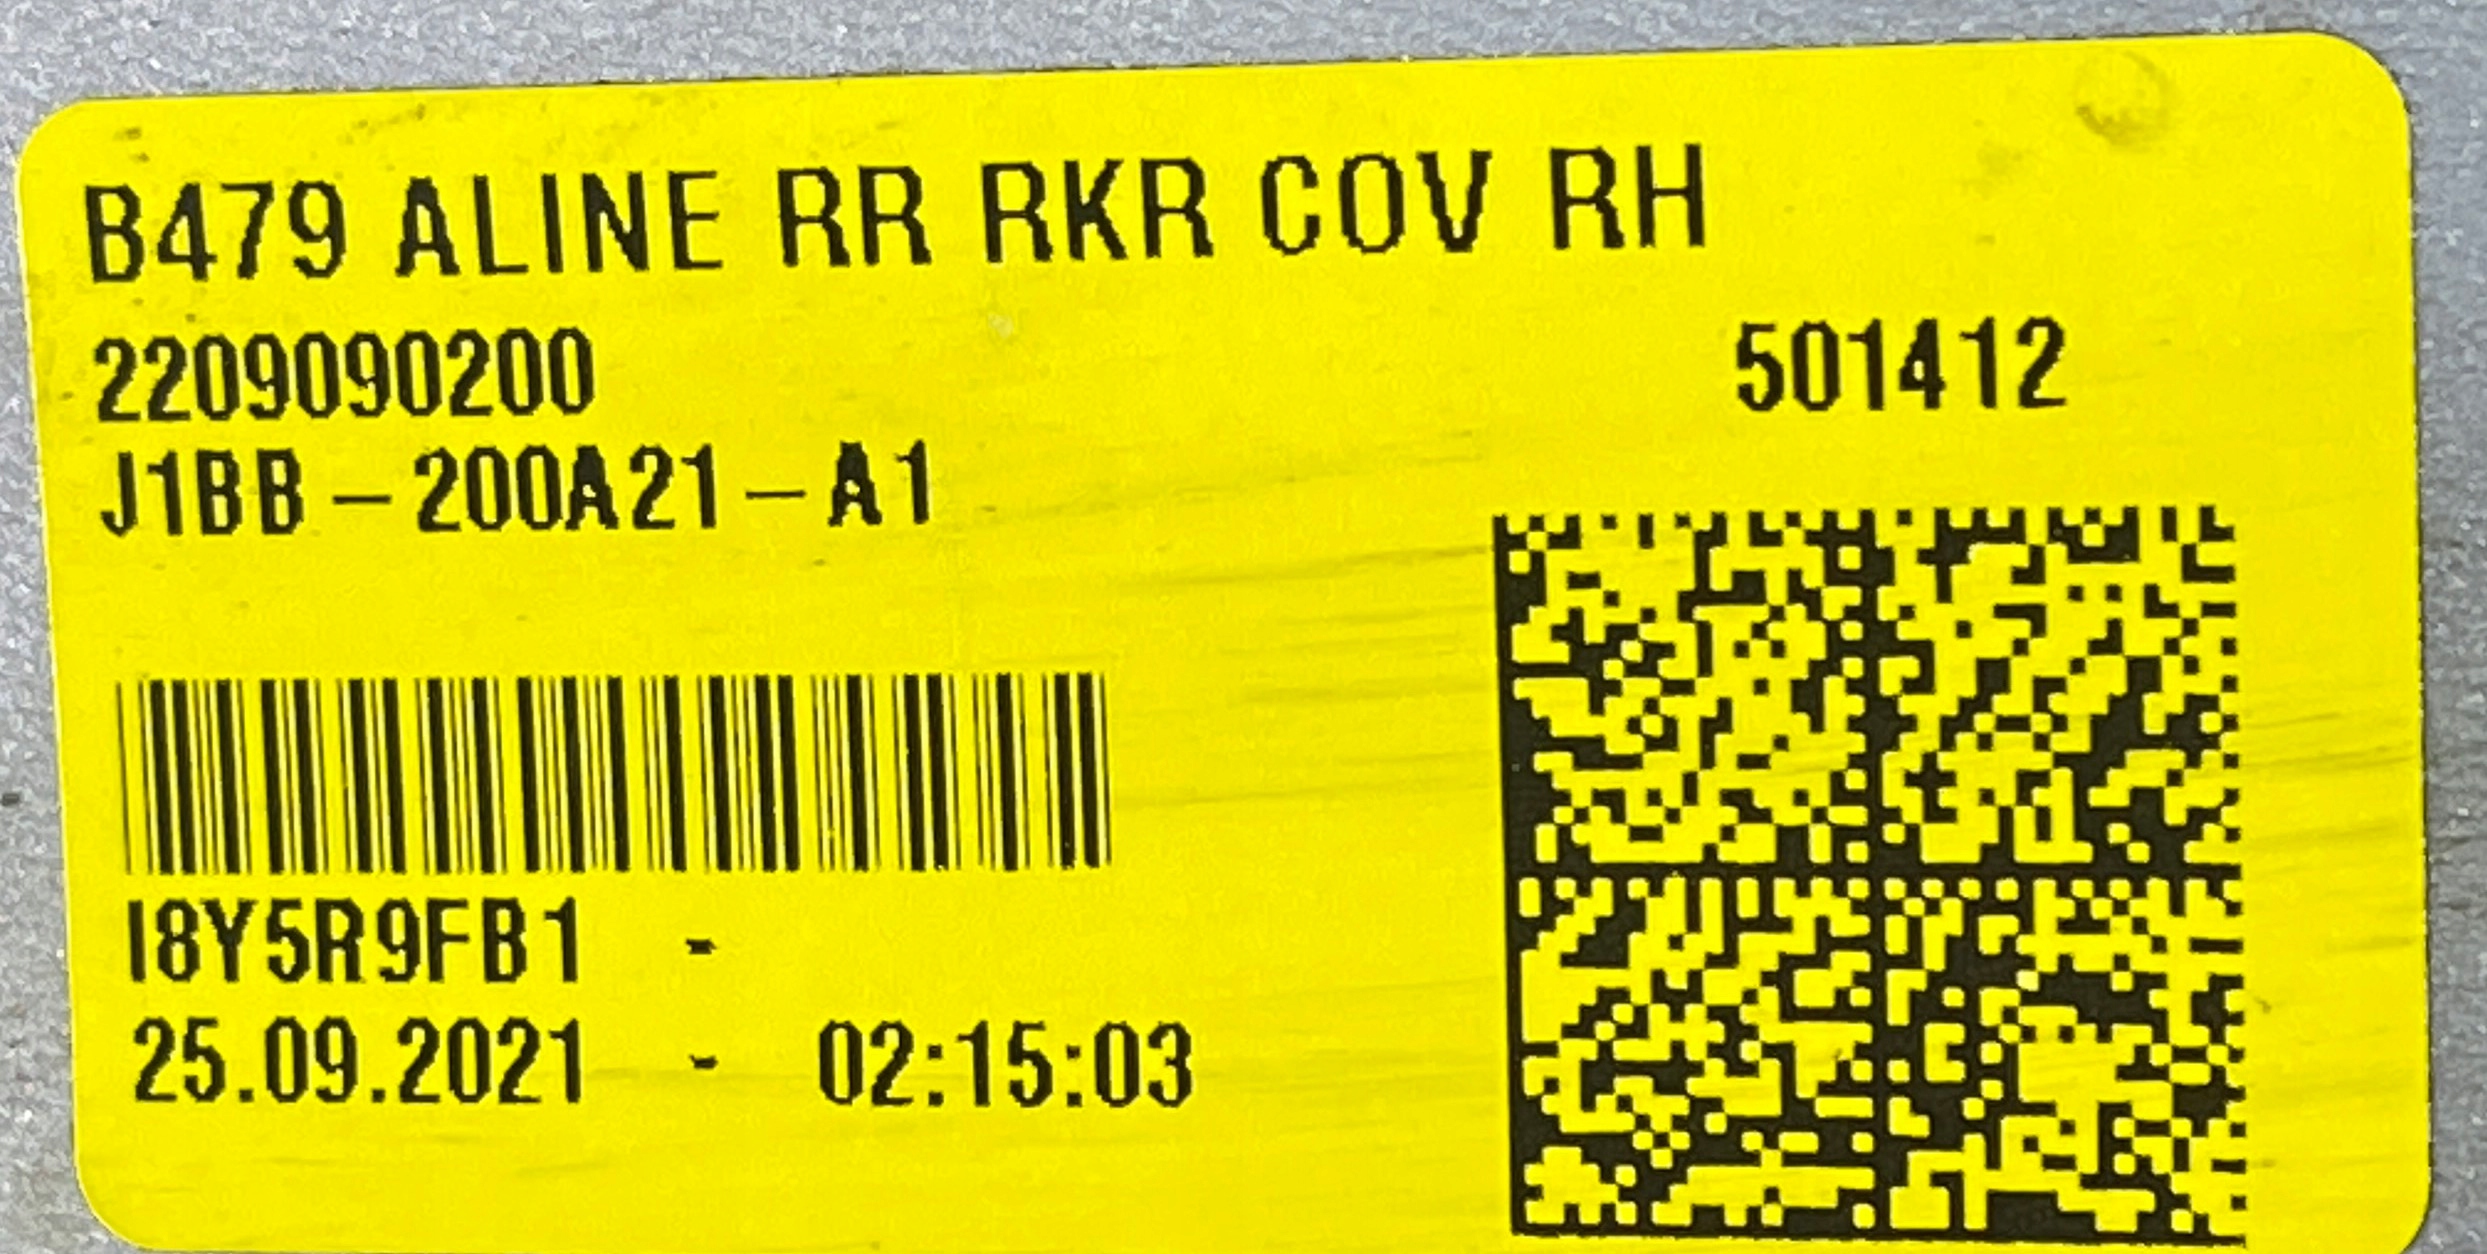 B479 ALINE RR RKR COV RH
2209090200 501412
J1BB-200A21-A1
I8Y5R9FB1 -
25.09.2021 - 02:15:03